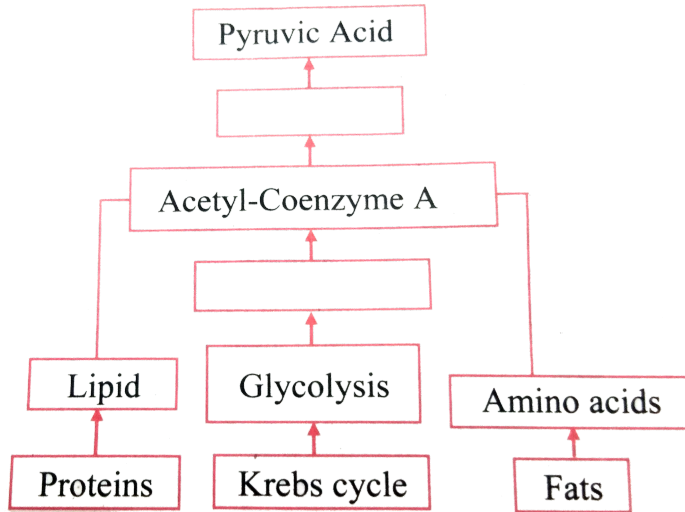 Pyruvic Acid
Acetyl-Coenzyme A
Lipid
Glycolysis
Amino acids
Proteins
Krebs cycle
Fats